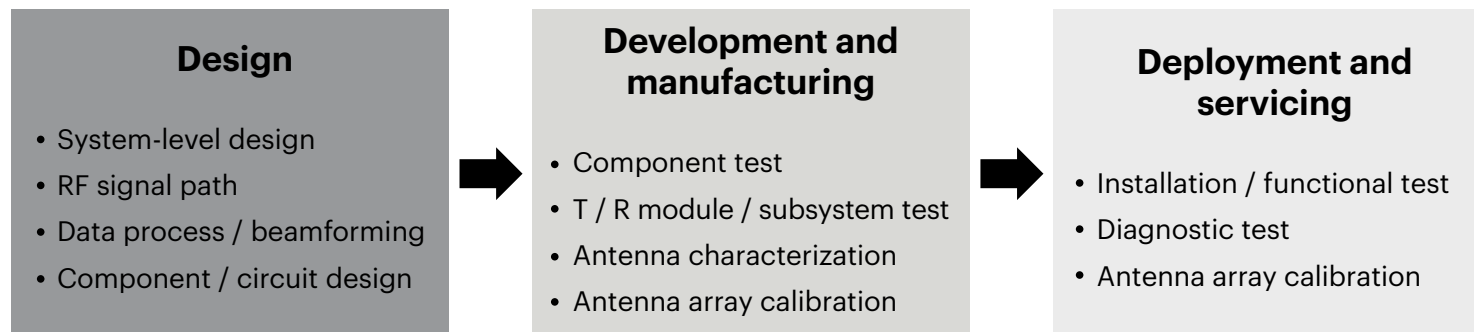 Design
• System-level design
• RF signal path
• Data process / beamforming
• Component / circuit design
Development and
manufacturing
• Component test
• T / R module / subsystem test
• Antenna characterization
• Antenna array calibration
Deployment and
servicing
• Installation / functional test
• Diagnostic test
• Antenna array calibration